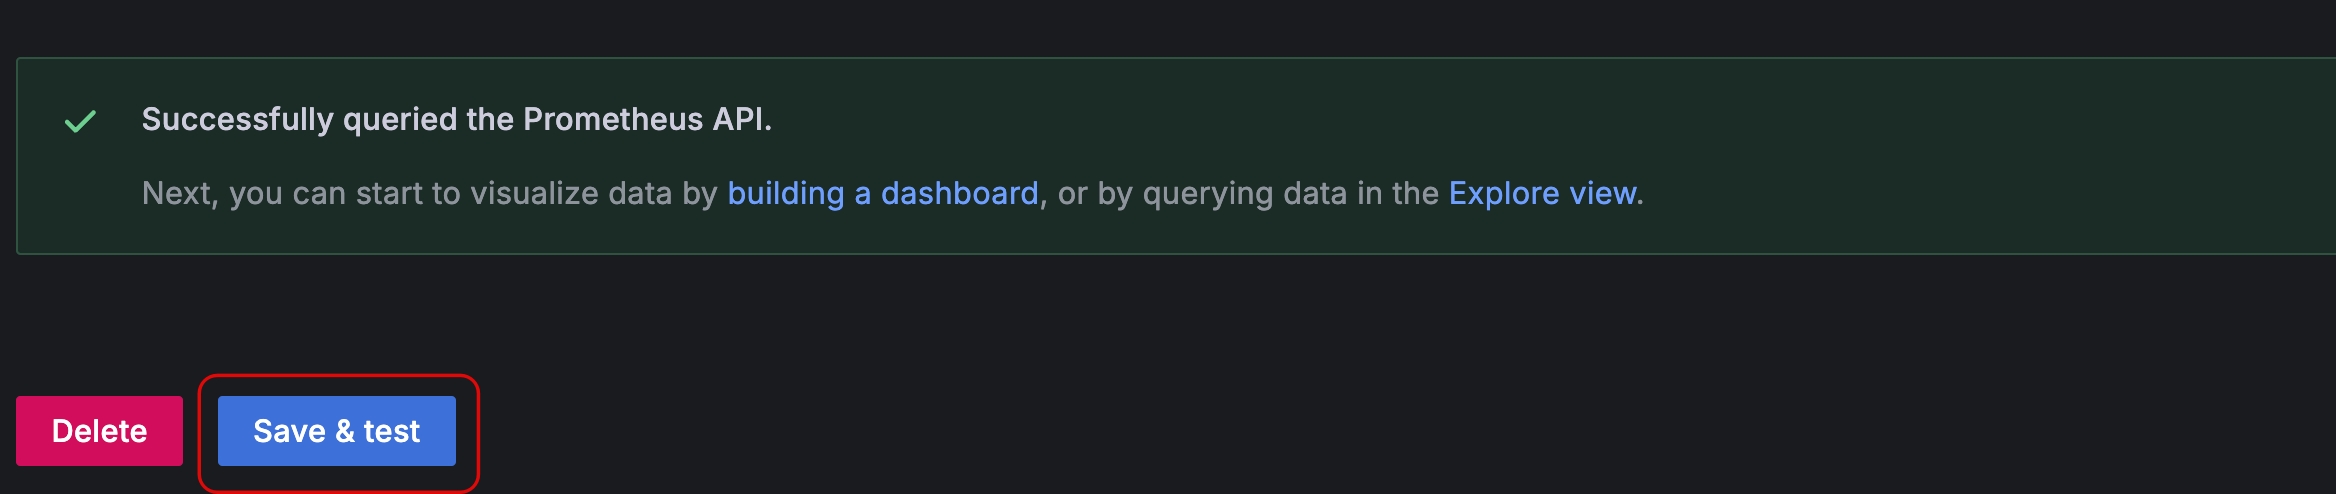 Successfully queried the Prometheus API.
Next, you can start to visualize data by building a dashboard, or by querying data in the Explore view.
Delete
Save & test